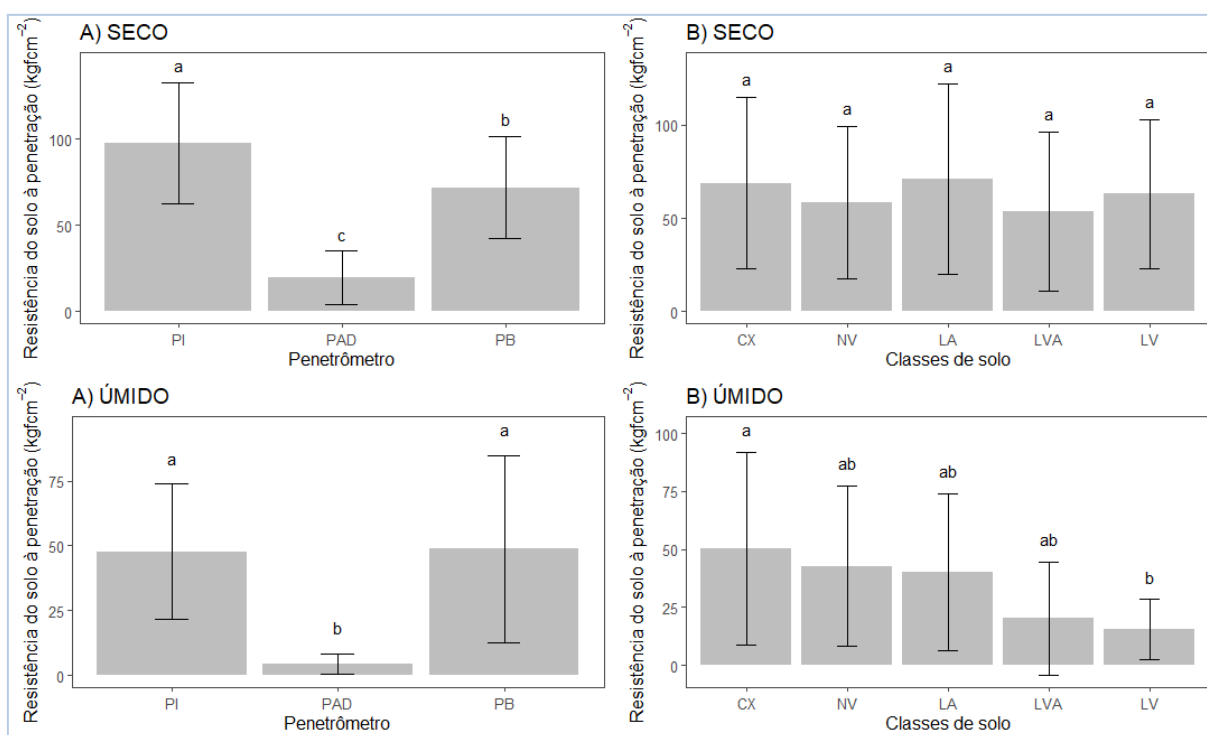 A) SECO
Resistência do solo à penetração (kgfcm⁻²)
100
50
0
a
c
b
PI PAD PB
Penetrômetro
B) SECO
Resistência do solo à penetração (kgfcm⁻²)
100
50
0
a a a a a
CX NV LA LVA LV
Classes de solo
A) ÚMIDO
Resistência do solo à penetração (kgfcm⁻²)
75
50
25
0
a
b
a
PI PAD PB
Penetrômetro
B) ÚMIDO
Resistência do solo à penetração (kgfcm⁻²)
100
75
50
25
0
a ab ab ab b
CX NV LA LVA LV
Classes de solo